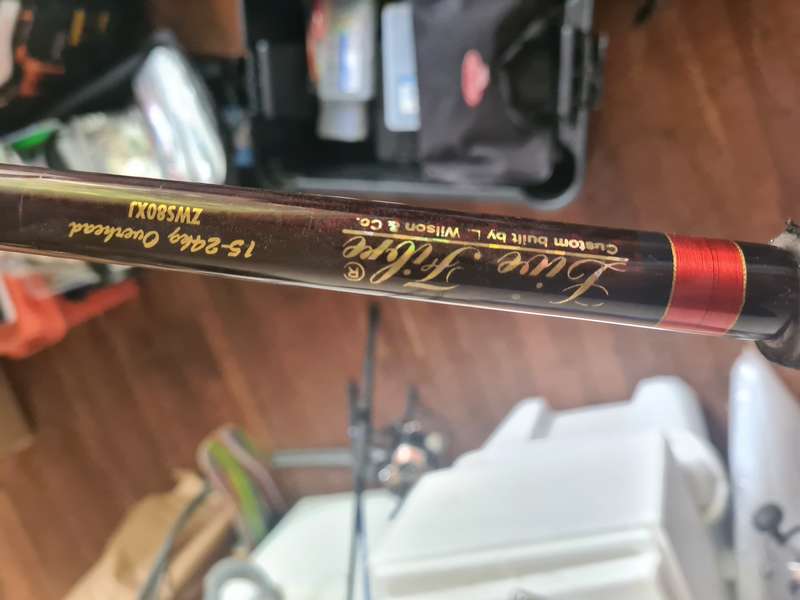 Live Fibre®
Custom built by L. Wilson & Co.
15-24kg Overhead
ZWS80XJ